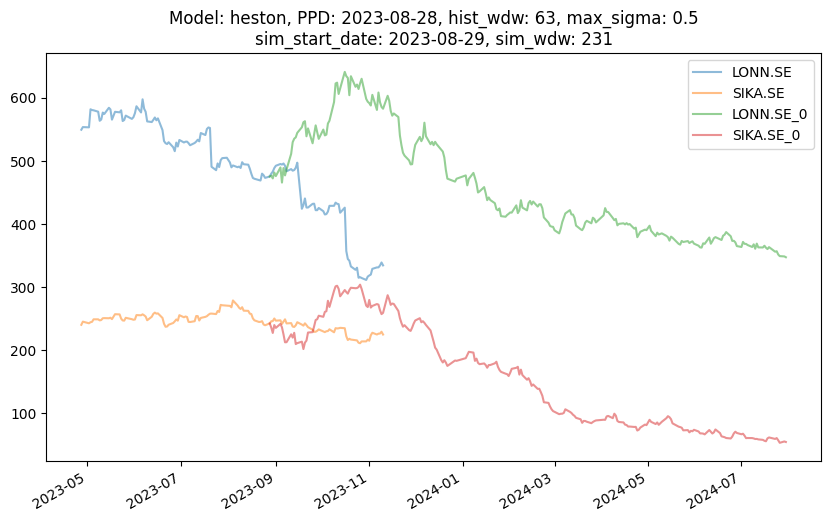 Model: heston, PPD: 2023-08-28, hist_wdw: 63, max_sigma: 0.5
sim_start_date: 2023-08-29, sim_wdw: 231
LONN.SE
SIKA.SE
LONN.SE_0
SIKA.SE_0
600
500
400
300
200
100
2023-05
2023-07
2023-09
2023-11
2024-01
2024-03
2024-05
2024-07